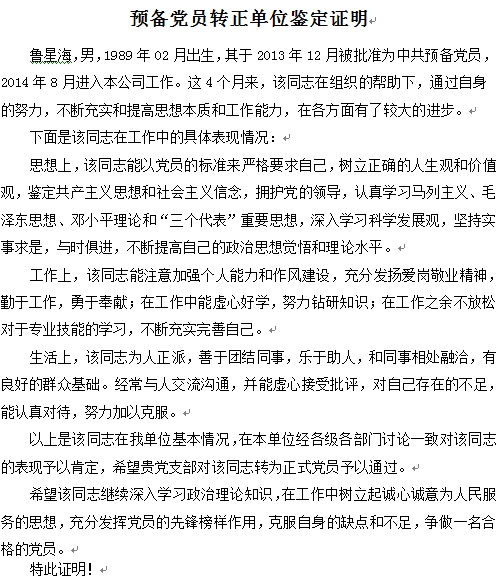 预备党员转正单位鉴定证明
鲁星海,男,1989年02月出生,其于2013年12月被批准为中共预备党员,
2014年8月进入本公司工作。这4个月来，该同志在组织的帮助下，通过自身
的努力，不断充实和提高思想本质和工作能力，在各方面有了较大的进步。
下面是该同志在工作中的具体表现情况：
思想上，该同志能以党员的标准来严格要求自己，树立正确的人生观和价值
观，鉴定共产主义思想和社会主义信念，拥护党的领导，认真学习马列主义、毛
泽东思想、邓小平理论和“三个代表”重要思想，深入学习科学发展观，坚持实
事求是，与时俱进，不断提高自己的政治思想觉悟和理论水平。
工作上，该同志能注意加强个人能力和作风建设，充分发扬爱岗敬业精神，
勤于工作，勇于奉献；在工作中能虚心好学，努力钻研知识；在工作之余不放松
对于专业技能的学习，不断充实完善自己。
生活上，该同志为人正派，善于团结同事，乐于助人，和同事相处融洽，有
良好的群众基础。经常与人交流沟通，并能虚心接受批评，对自己存在的不足，
能认真对待，努力加以克服。
以上是该同志在我单位基本情况,在本单位经各级各部门讨论一致对该同志
的表现予以肯定，希望贵党支部对该同志转为正式党员予以通过。
希望该同志继续深入学习政治理论知识,在工作中树立起诚心诚意为人民服
务的思想，充分发挥党员的先锋榜样作用，克服自身的缺点和不足，争做一名合
格的党员。
特此证明！